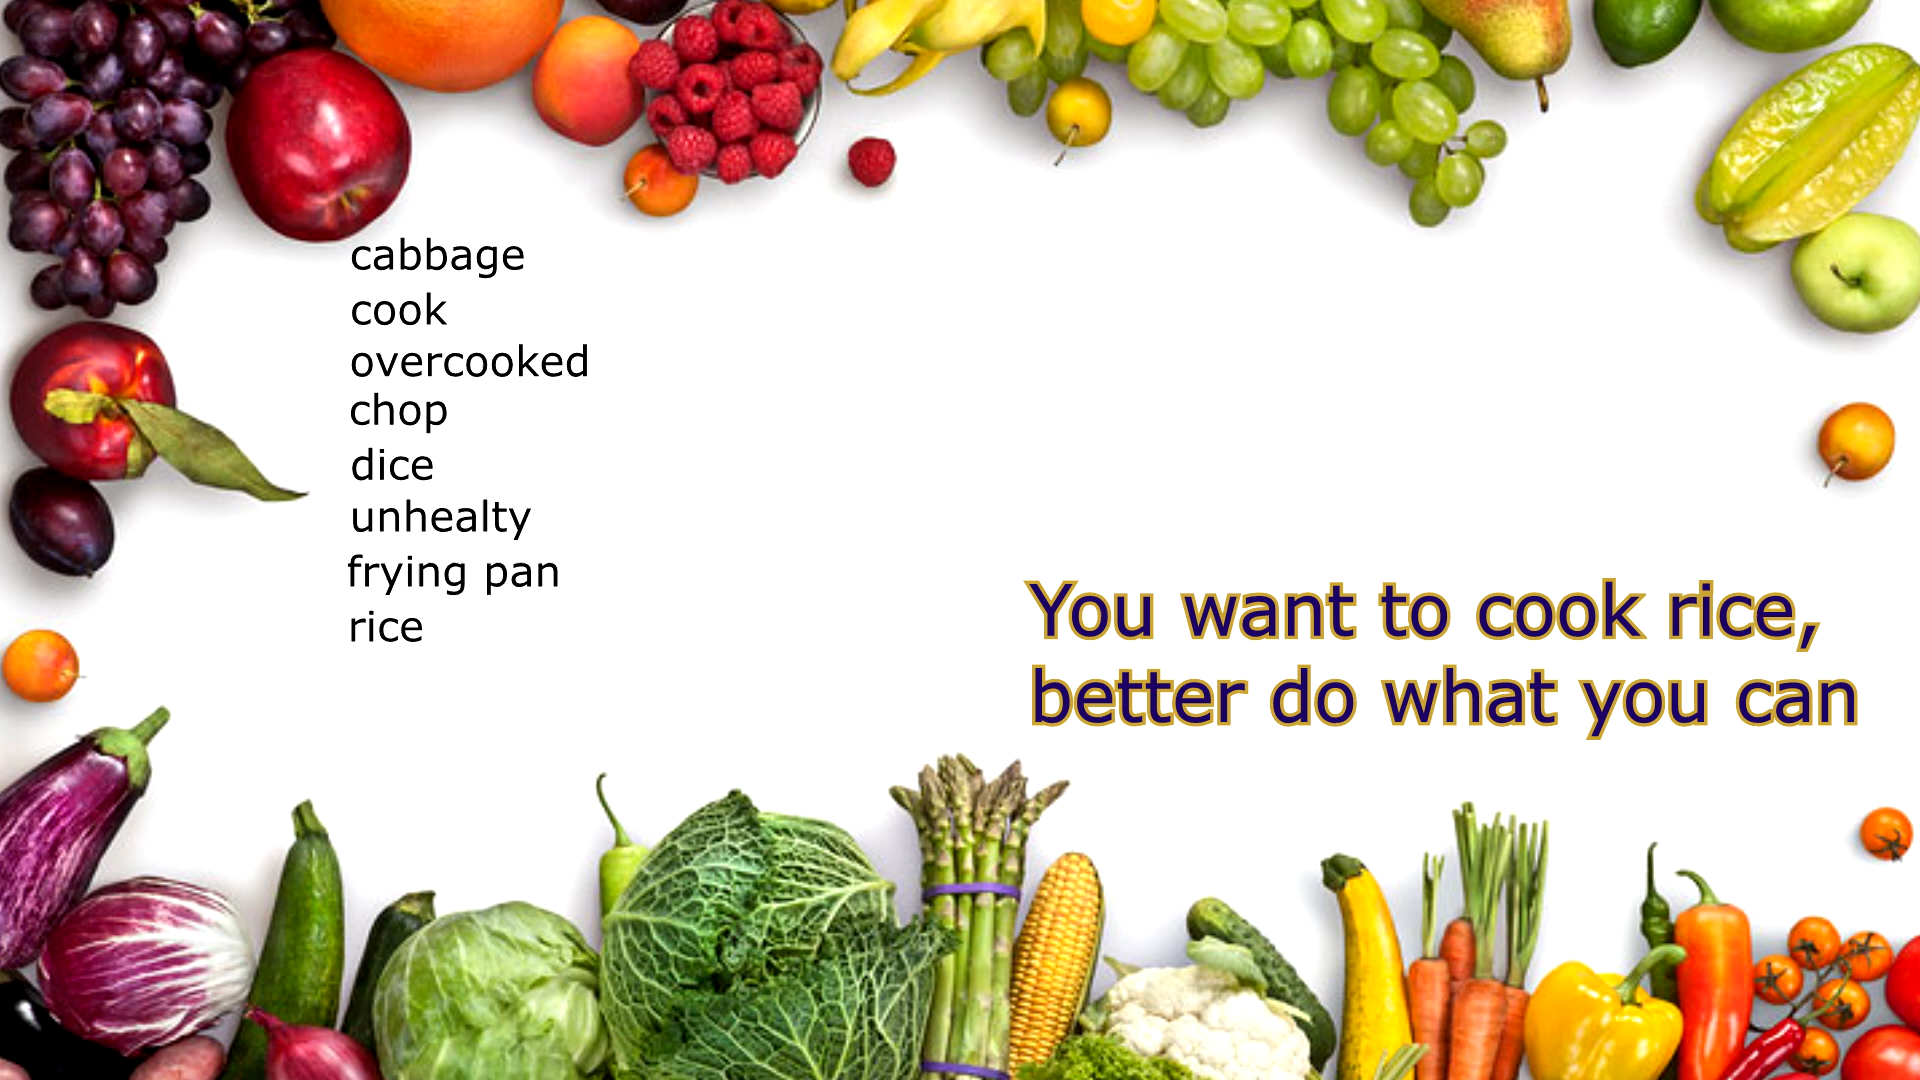 cabbage
cook
overcooked
chop
dice
unhealty
frying pan
rice
You want to cook rice,
better do what you can